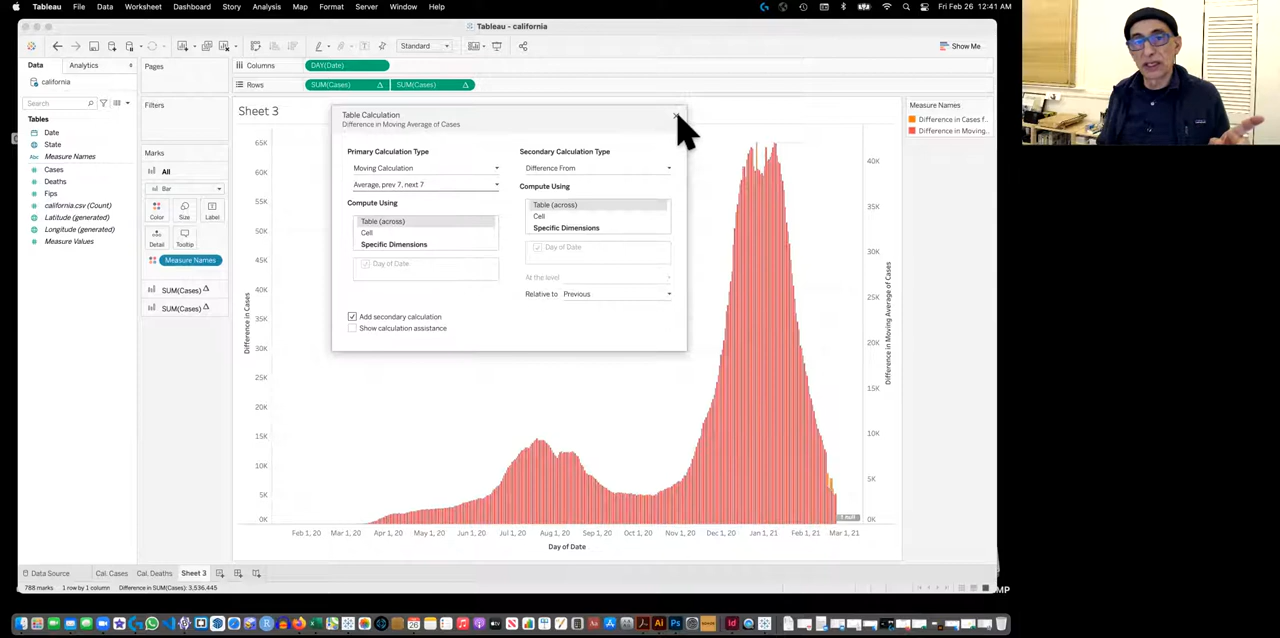 Tableau File Data Worksheet Dashboard Story Analysis Map Format Server Window Help
Fri Feb 26 12:41 AM
Tableau - california
Standard
Show Me
Data Analytics
california
Search
Tables
Date
State
Measure Names
Cases
Deaths
Fips
california.csv (Count)
Latitude (generated)
Longitude (generated)
Measure Values
Pages
Filters
Marks
All
Bar
Color Size Label
Detail Tooltip
Measure Names
SUM(Cases) Δ
SUM(Cases) Δ
Columns DAY(Date)
Rows SUM(Cases) Δ SUM(Cases) Δ
Sheet 3
Table Calculation
Difference in Moving Average of Cases
Primary Calculation Type
Moving Calculation
Average, prev 7, next 7
Compute Using
Table (across)
Cell
Specific Dimensions
Day of Date
Add secondary calculation
Show calculation assistance
Secondary Calculation Type
Difference From
Compute Using
Table (across)
Cell
Specific Dimensions
Day of Date
At the level
Relative to Previous
65K
60K
55K
50K
45K
40K
35K
30K
25K
20K
15K
10K
5K
0K
Difference in Cases
40K
35K
30K
25K
20K
15K
10K
5K
0K
Difference in Moving Average of Cases
Feb 1, 20 Mar 1, 20 Apr 1, 20 May 1, 20 Jun 1, 20 Jul 1, 20 Aug 1, 20 Sep 1, 20 Oct 1, 20 Nov 1, 20 Dec 1, 20 Jan 1, 21 Feb 1, 21 Mar 1, 21
Day of Date
Measure Names
Difference in Cases f..
Difference in Moving..
Data Source Cal. Cases Cal. Deaths Sheet 3
788 marks 1 row by 1 column Difference in SUM(Cases): 3,536,445
MP